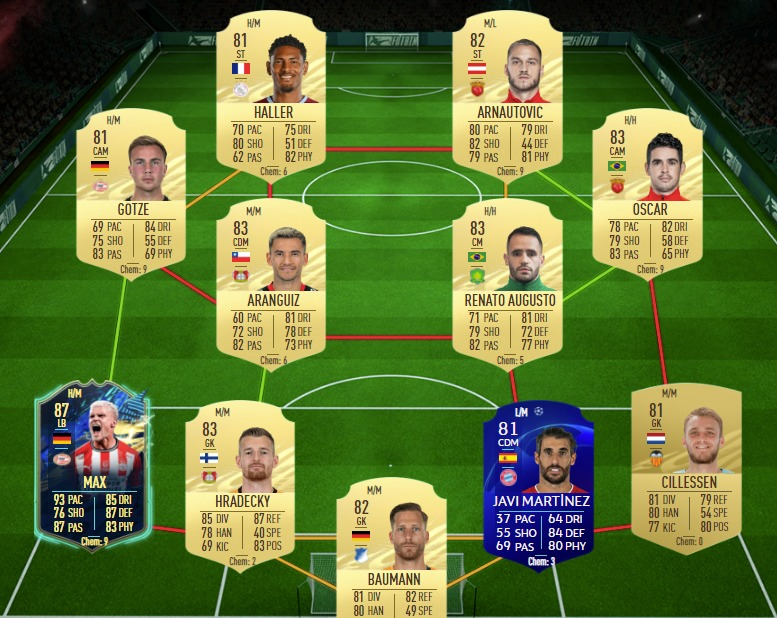 H/M
81
ST
HALLER
70 PAC 75 DRI
80 SHO 51 DEF
62 PAS 82 PHY
Chem: 6
M/L
82
ST
ARNAUTOVIC
80 PAC 79 DRI
82 SHO 44 DEF
79 PAS 81 PHY
Chem: 9
H/M
81
CAM
GÖTZE
69 PAC 84 DRI
75 SHO 55 DEF
83 PAS 69 PHY
Chem: 9
H/H
83
CAM
OSCAR
78 PAC 82 DRI
79 SHO 58 DEF
83 PAS 65 PHY
Chem: 9
M/M
83
CDM
ARANGUIZ
60 PAC 81 DRI
72 SHO 78 DEF
82 PAS 73 PHY
Chem: 6
H/H
83
CM
RENATO AUGUSTO
71 PAC 81 DRI
79 SHO 72 DEF
82 PAS 77 PHY
Chem: 5
H/M
87
LB
MAX
93 PAC 85 DRI
76 SHO 87 DEF
87 PAS 83 PHY
Chem: 9
M/M
83
GK
HRADECKY
85 DIV 87 REF
78 HAN 40 SPE
69 KIC 83 POS
Chem: 2
M/M
82
GK
BAUMANN
81 DIV 82 REF
80 HAN 49 SPE
L/M
81
CDM
JAVI MARTÍNEZ
37 PAC 64 DRI
55 SHO 84 DEF
69 PAS 80 PHY
Chem: 3
M/M
81
GK
CILLESSEN
81 DIV 79 REF
80 HAN 54 SPE
77 KIC 80 POS
Chem: 0